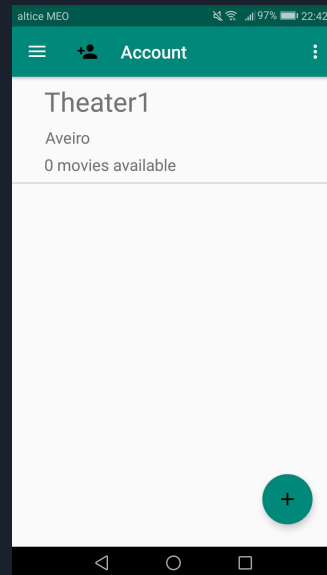 altice MEO 97% 22:42
Account
Theater1
Aveiro
0 movies available